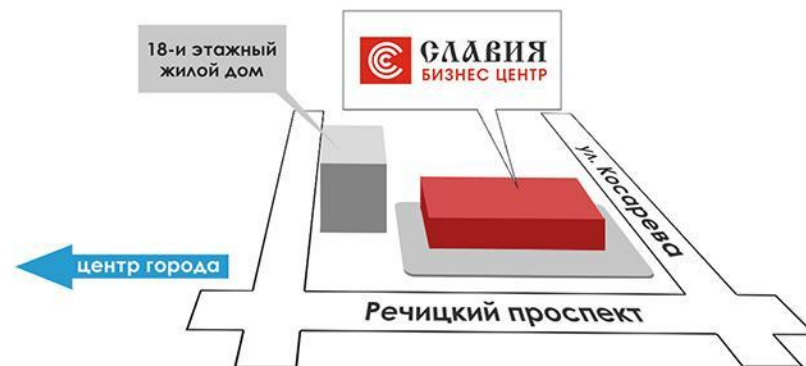 18-и этажный
жилой дом
СЛАВИЯ
БИЗНЕС ЦЕНТР
ул. Косарева
центр города
Речицкий проспект